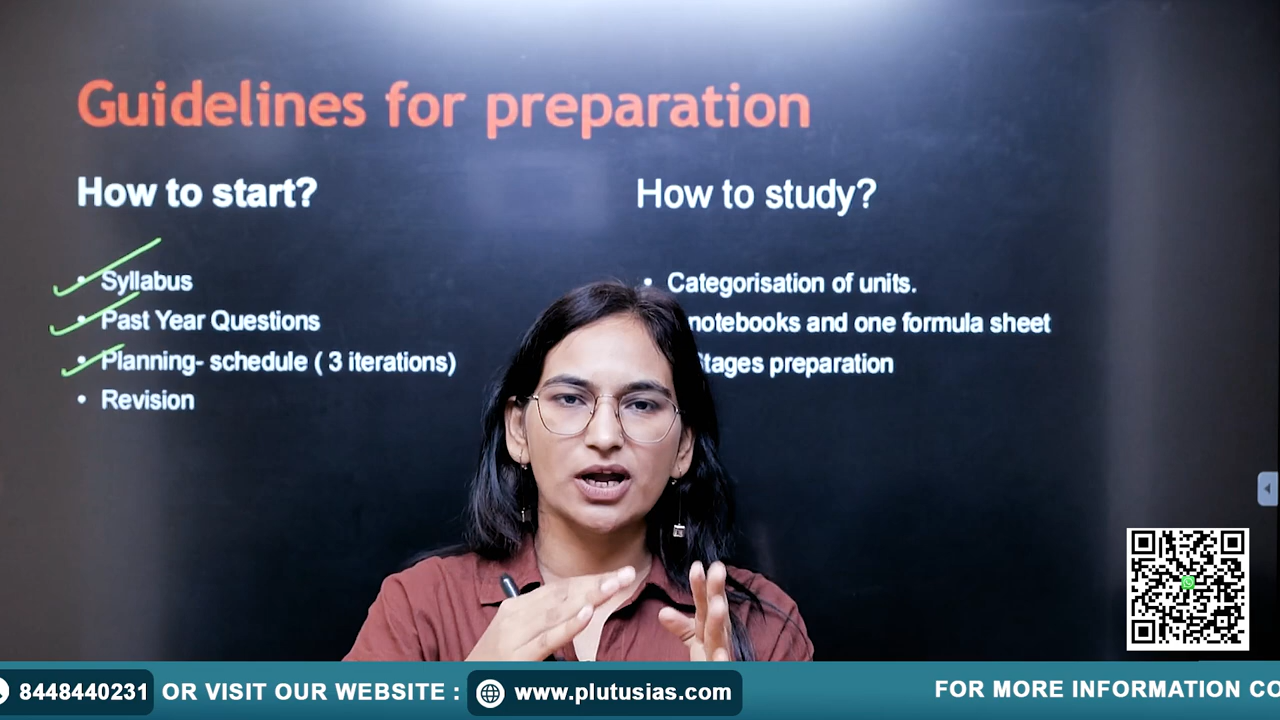 Guidelines for preparation
How to start?
• Syllabus
• Past Year Questions
• Planning- schedule ( 3 iterations)
• Revision
How to study?
• Categorisation of units.
notebooks and one formula sheet
Stages preparation
8448440231 OR VISIT OUR WEBSITE : www.plutusias.com
FOR MORE INFORMATION